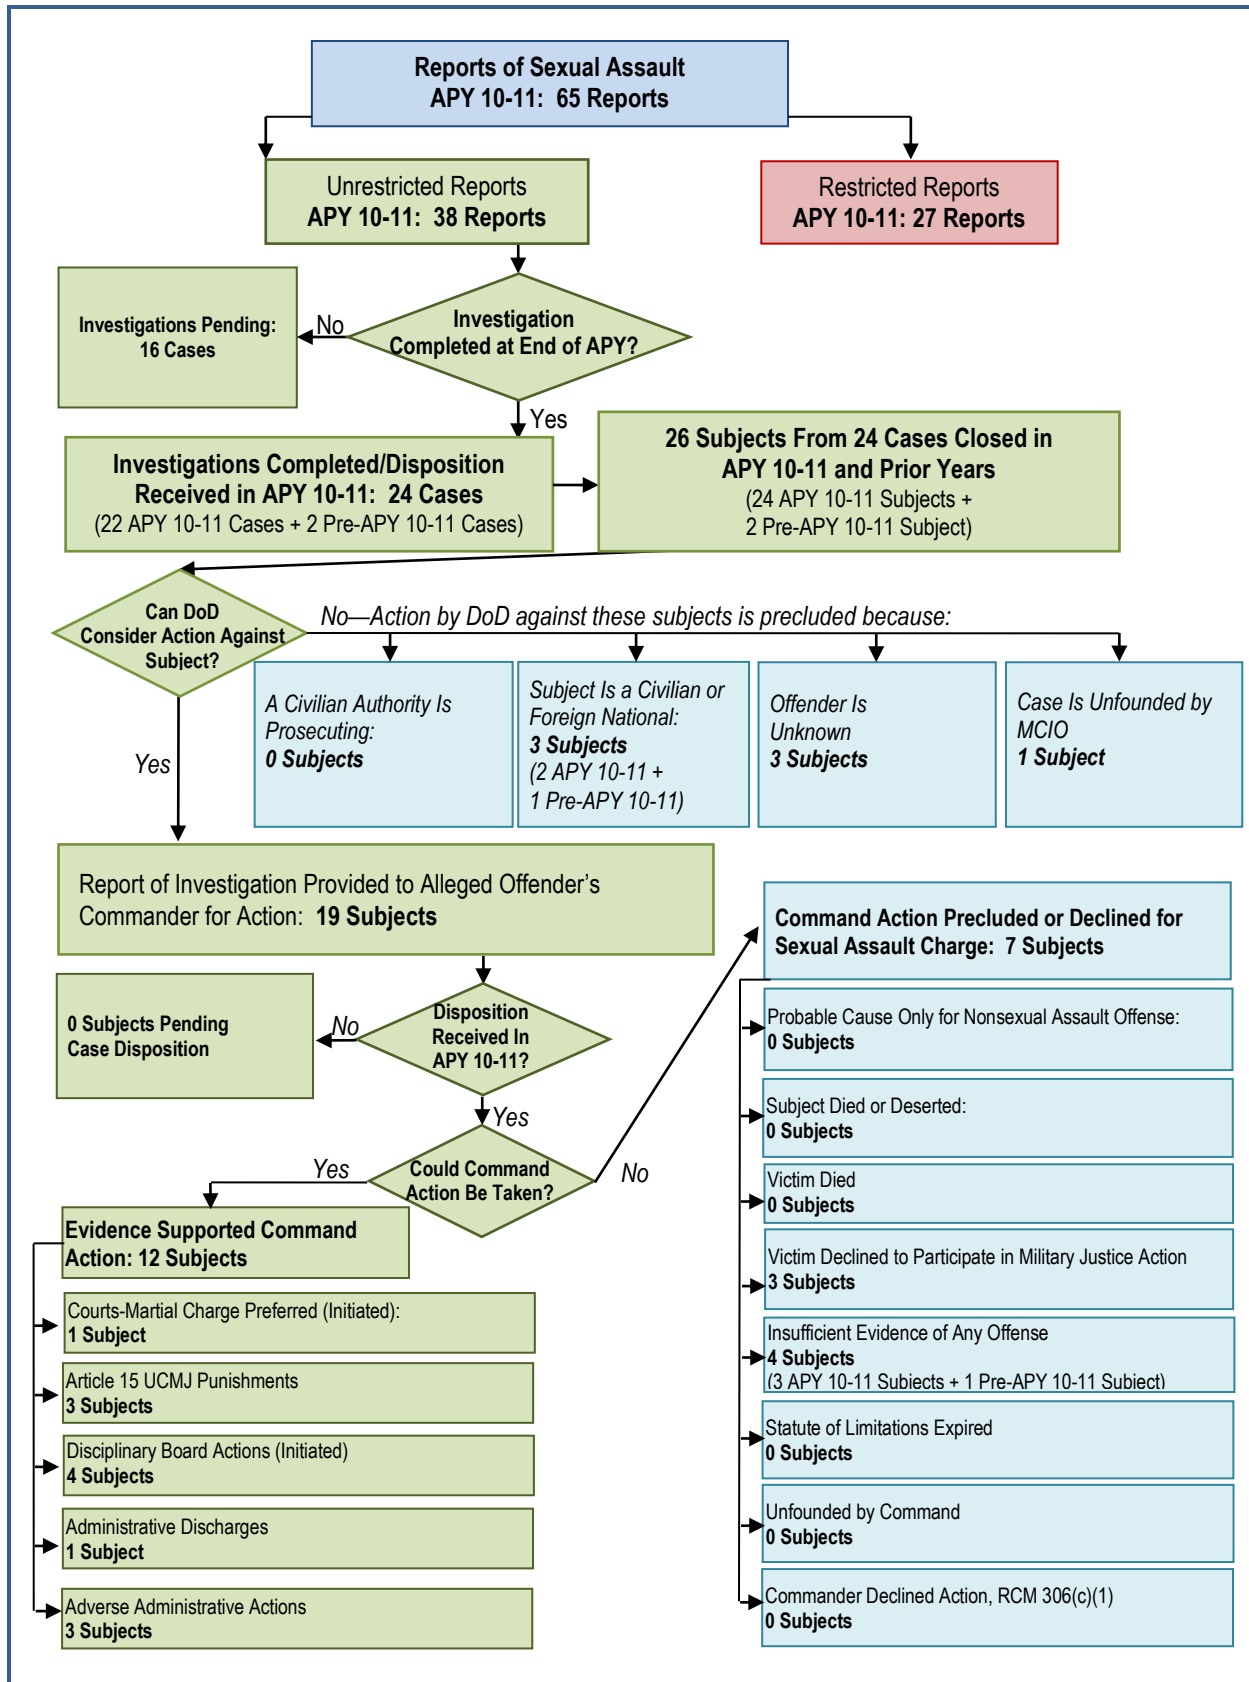 Reports of Sexual Assault
APY 10-11: 65 Reports
Unrestricted Reports
APY 10-11: 38 Reports
Restricted Reports
APY 10-11: 27 Reports
Investigations Pending:
16 Cases
No
Investigation
Completed at End of APY?
Yes
Investigations Completed/Disposition
Received in APY 10-11: 24 Cases
(22 APY 10-11 Cases + 2 Pre-APY 10-11 Cases)
26 Subjects From 24 Cases Closed in
APY 10-11 and Prior Years
(24 APY 10-11 Subjects +
2 Pre-APY 10-11 Subject)
Can DoD
Consider Action Against
Subject?
No—Action by DoD against these subjects is precluded because:
A Civilian Authority Is
Prosecuting:
0 Subjects
Subject Is a Civilian or
Foreign National:
3 Subjects
(2 APY 10-11 +
1 Pre-APY 10-11)
Offender Is
Unknown
3 Subjects
Case Is Unfounded by
MCIO
1 Subject
Yes
Report of Investigation Provided to Alleged Offender's
Commander for Action: 19 Subjects
0 Subjects Pending
Case Disposition
No
Disposition
Received In
APY 10-11?
Yes
Could Command
Action Be Taken?
Yes
No
Evidence Supported Command
Action: 12 Subjects
Courts-Martial Charge Preferred (Initiated):
1 Subject
Article 15 UCMJ Punishments
3 Subjects
Disciplinary Board Actions (Initiated)
4 Subjects
Administrative Discharges
1 Subject
Adverse Administrative Actions
3 Subjects
Command Action Precluded or Declined for
Sexual Assault Charge: 7 Subjects
Probable Cause Only for Nonsexual Assault Offense:
0 Subjects
Subject Died or Deserted:
0 Subjects
Victim Died
0 Subjects
Victim Declined to Participate in Military Justice Action
3 Subjects
Insufficient Evidence of Any Offense
4 Subjects
(3 APY 10-11 Subjects + 1 Pre-APY 10-11 Subject)
Statute of Limitations Expired
0 Subjects
Unfounded by Command
0 Subjects
Commander Declined Action, RCM 306(c)(1)
0 Subjects